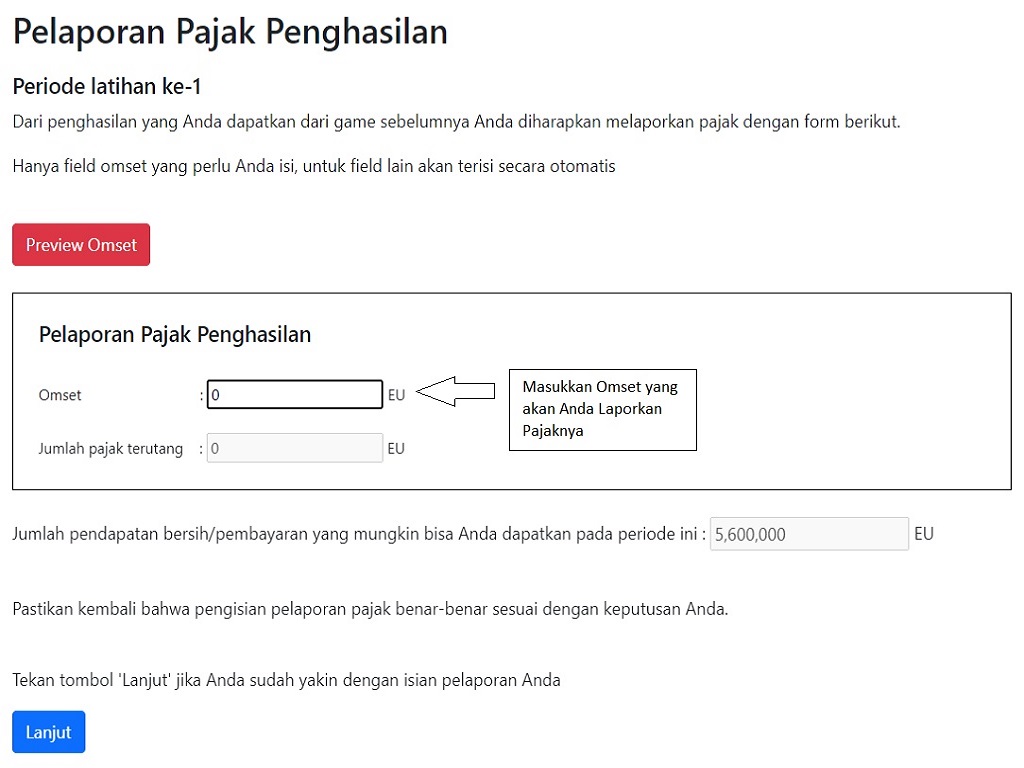 Pelaporan Pajak Penghasilan
Periode latihan ke-1
Dari penghasilan yang Anda dapatkan dari game sebelumnya Anda diharapkan melaporkan pajak dengan form berikut.
Hanya field omset yang perlu Anda isi, untuk field lain akan terisi secara otomatis
Preview Omset
Pelaporan Pajak Penghasilan
Omset : 0 EU
Masukkan Omset yang
akan Anda Laporkan
Pajaknya
Jumlah pajak terutang : 0 EU
Jumlah pendapatan bersih/pembayaran yang mungkin bisa Anda dapatkan pada periode ini : 5,600,000 EU
Pastikan kembali bahwa pengisian pelaporan pajak benar-benar sesuai dengan keputusan Anda.
Tekan tombol 'Lanjut' jika Anda sudah yakin dengan isian pelaporan Anda
Lanjut